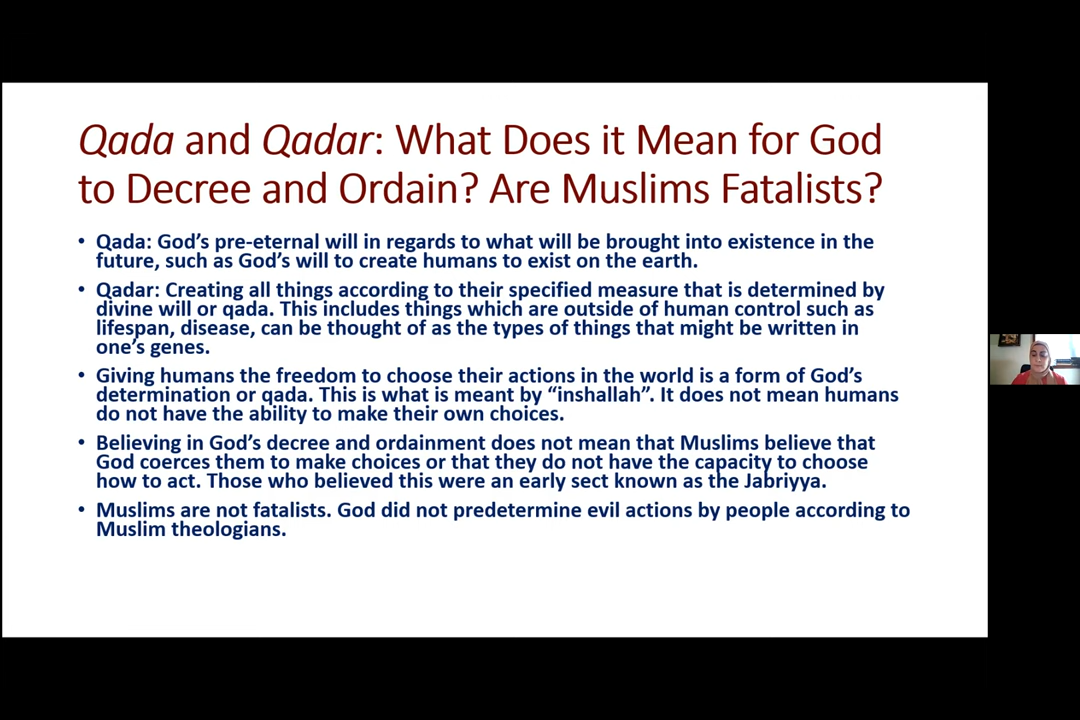 Qada and Qadar: What Does it Mean for God
to Decree and Ordain? Are Muslims Fatalists?
• Qada: God’s pre-eternal will in regards to what will be brought into existence in the
future, such as God’s will to create humans to exist on the earth.
• Qadar: Creating all things according to their specified measure that is determined by
divine will or qada. This includes things which are outside of human control such as
lifespan, disease, can be thought of as the types of things that might be written in
one’s genes.
• Giving humans the freedom to choose their actions in the world is a form of God’s
determination or qada. This is what is meant by “inshallah”. It does not mean humans
do not have the ability to make their own choices.
• Believing in God’s decree and ordainment does not mean that Muslims believe that
God coerces them to make choices or that they do not have the capacity to choose
how to act. Those who believed this were an early sect known as the Jabriyya.
• Muslims are not fatalists. God did not predetermine evil actions by people according to
Muslim theologians.